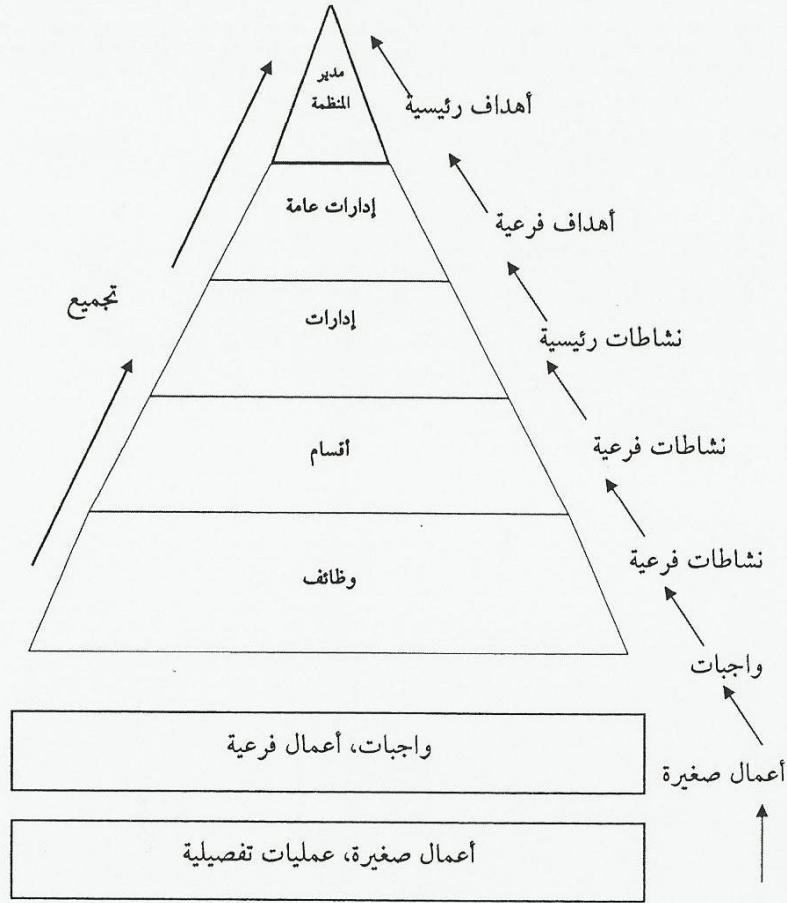 مدير
المنظمة
أهداف رئيسية
إدارات عامة
أهداف فرعية
تجميع
إدارات
نشاطات رئيسية
أقسام
نشاطات فرعية
نشاطات فرعية
وظائف
واجبات
واجبات، أعمال فرعية
أعمال صغيرة
أعمال صغيرة، عمليات تفصيلية